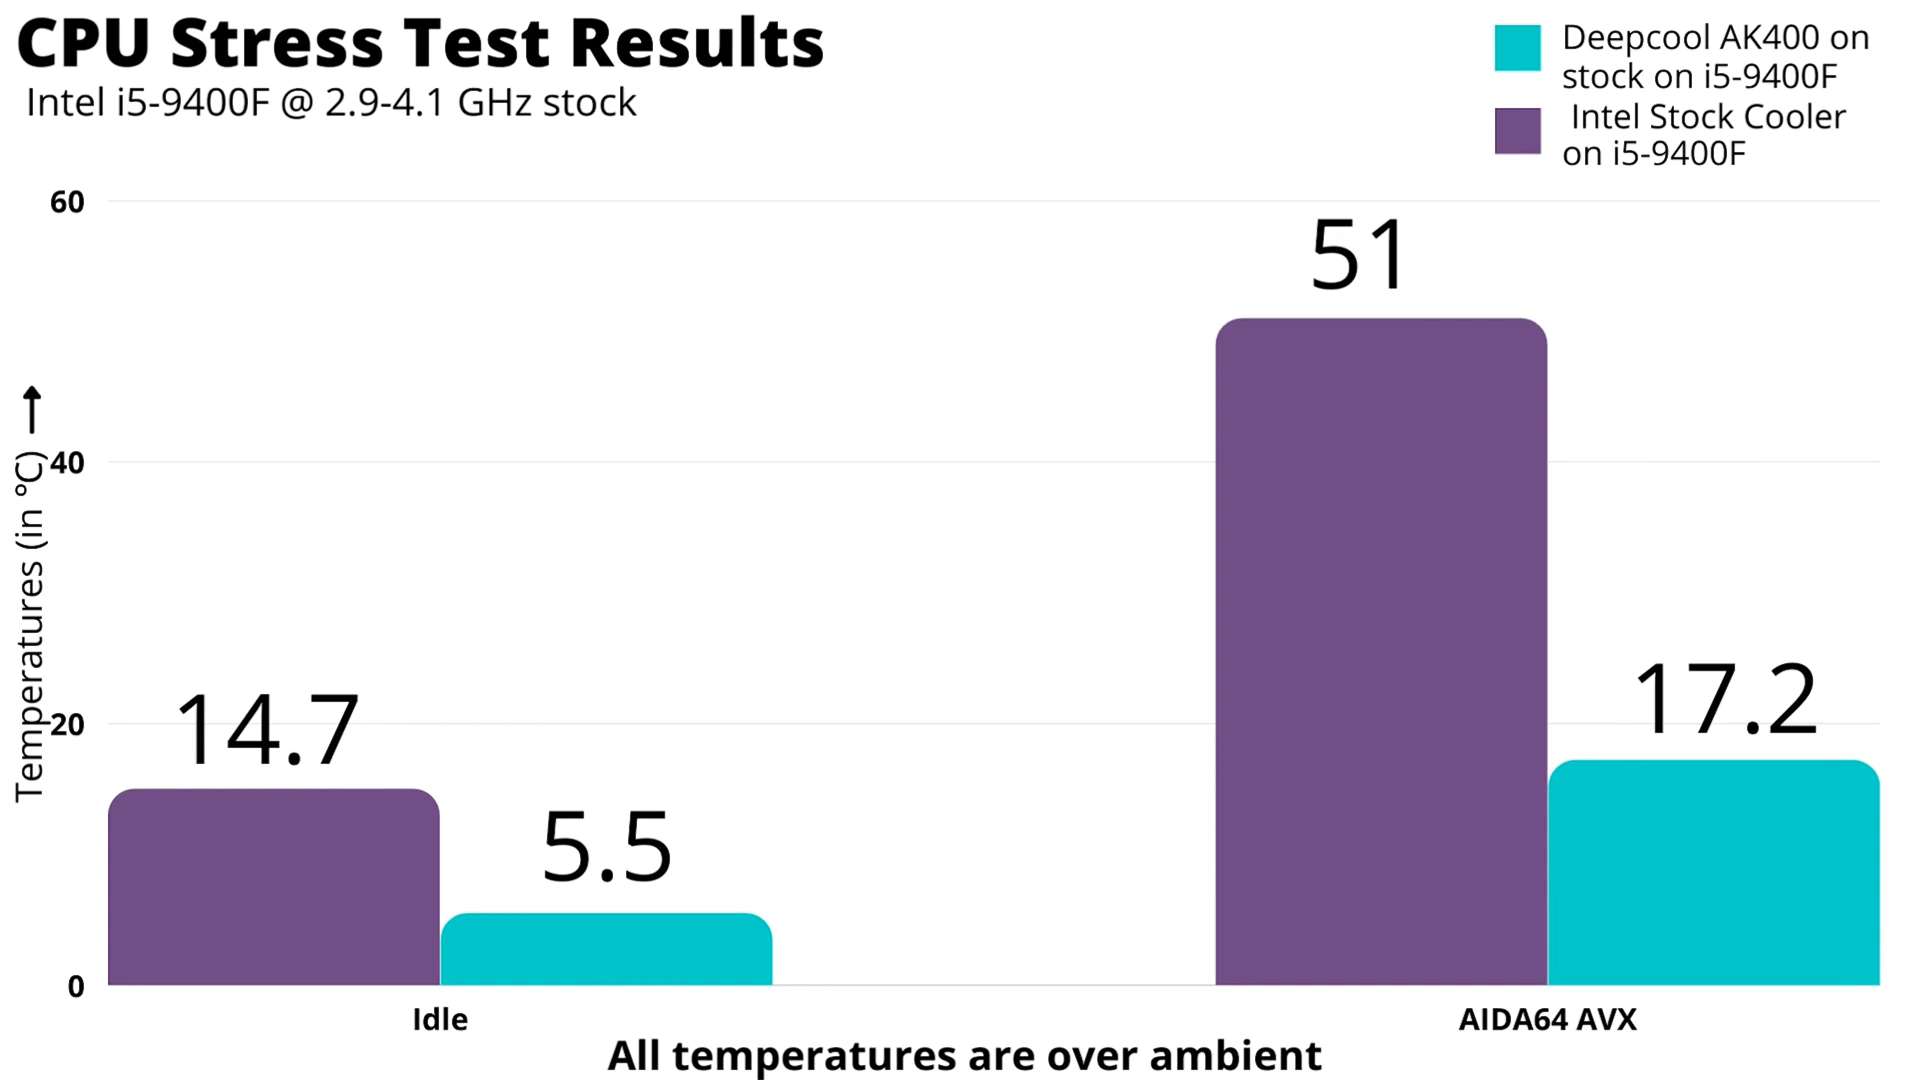 CPU Stress Test Results
Intel i5-9400F @ 2.9-4.1 GHz stock
Deepcool AK400 on
stock on i5-9400F
Intel Stock Cooler
on i5-9400F
Temperatures (in °C) →
60
40
20
0
14.7
5.5
51
17.2
Idle
AIDA64 AVX
All temperatures are over ambient